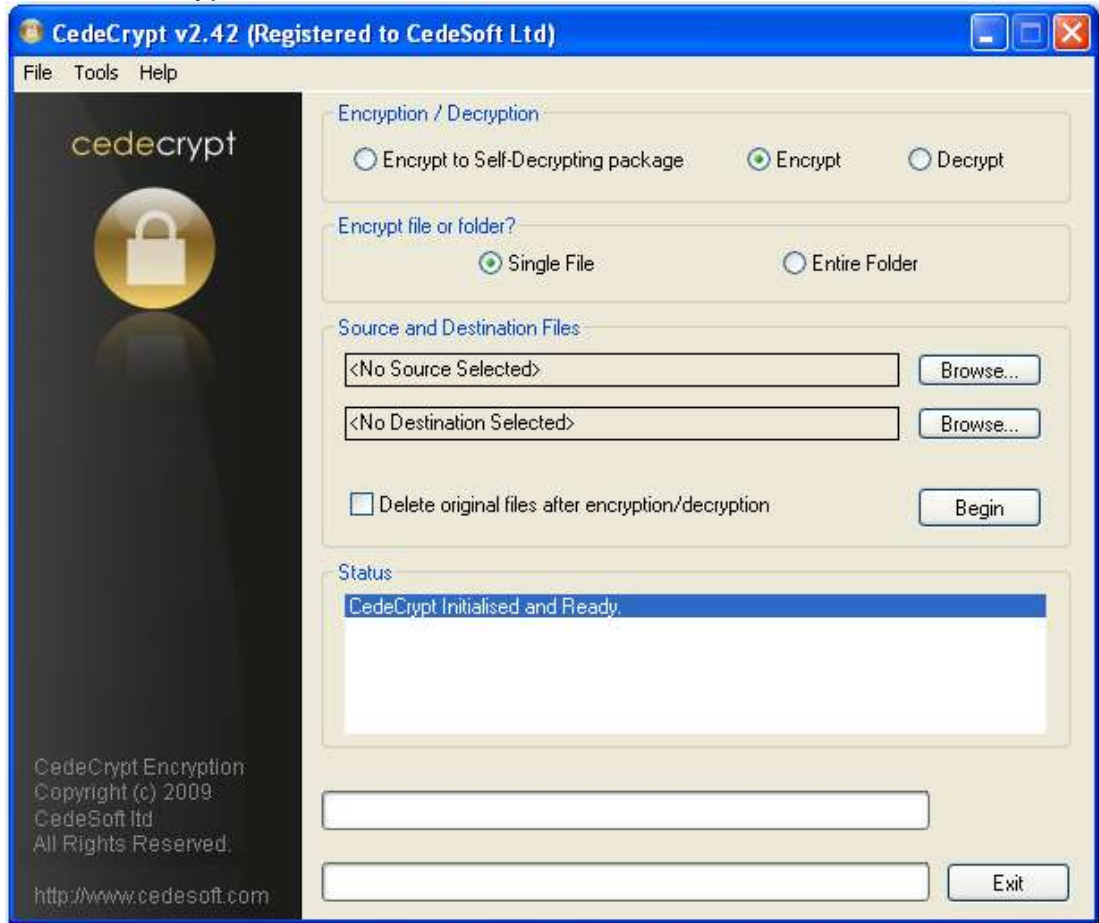 CedeCrypt v2.42 (Registered to CedeSoft Ltd)
File Tools Help
cedecrypt
Encryption / Decryption
Encrypt to Self-Decrypting package Encrypt Decrypt
Encrypt file or folder?
Single File Entire Folder
Source and Destination Files
<No Source Selected> Browse...
<No Destination Selected> Browse...
Delete original files after encryption/decryption Begin
Status
CedeCrypt Initialised and Ready.
CedeCrypt Encryption
Copyright (c) 2009
CedeSoft ltd
All Rights Reserved.
http://www.cedesoft.com
Exit